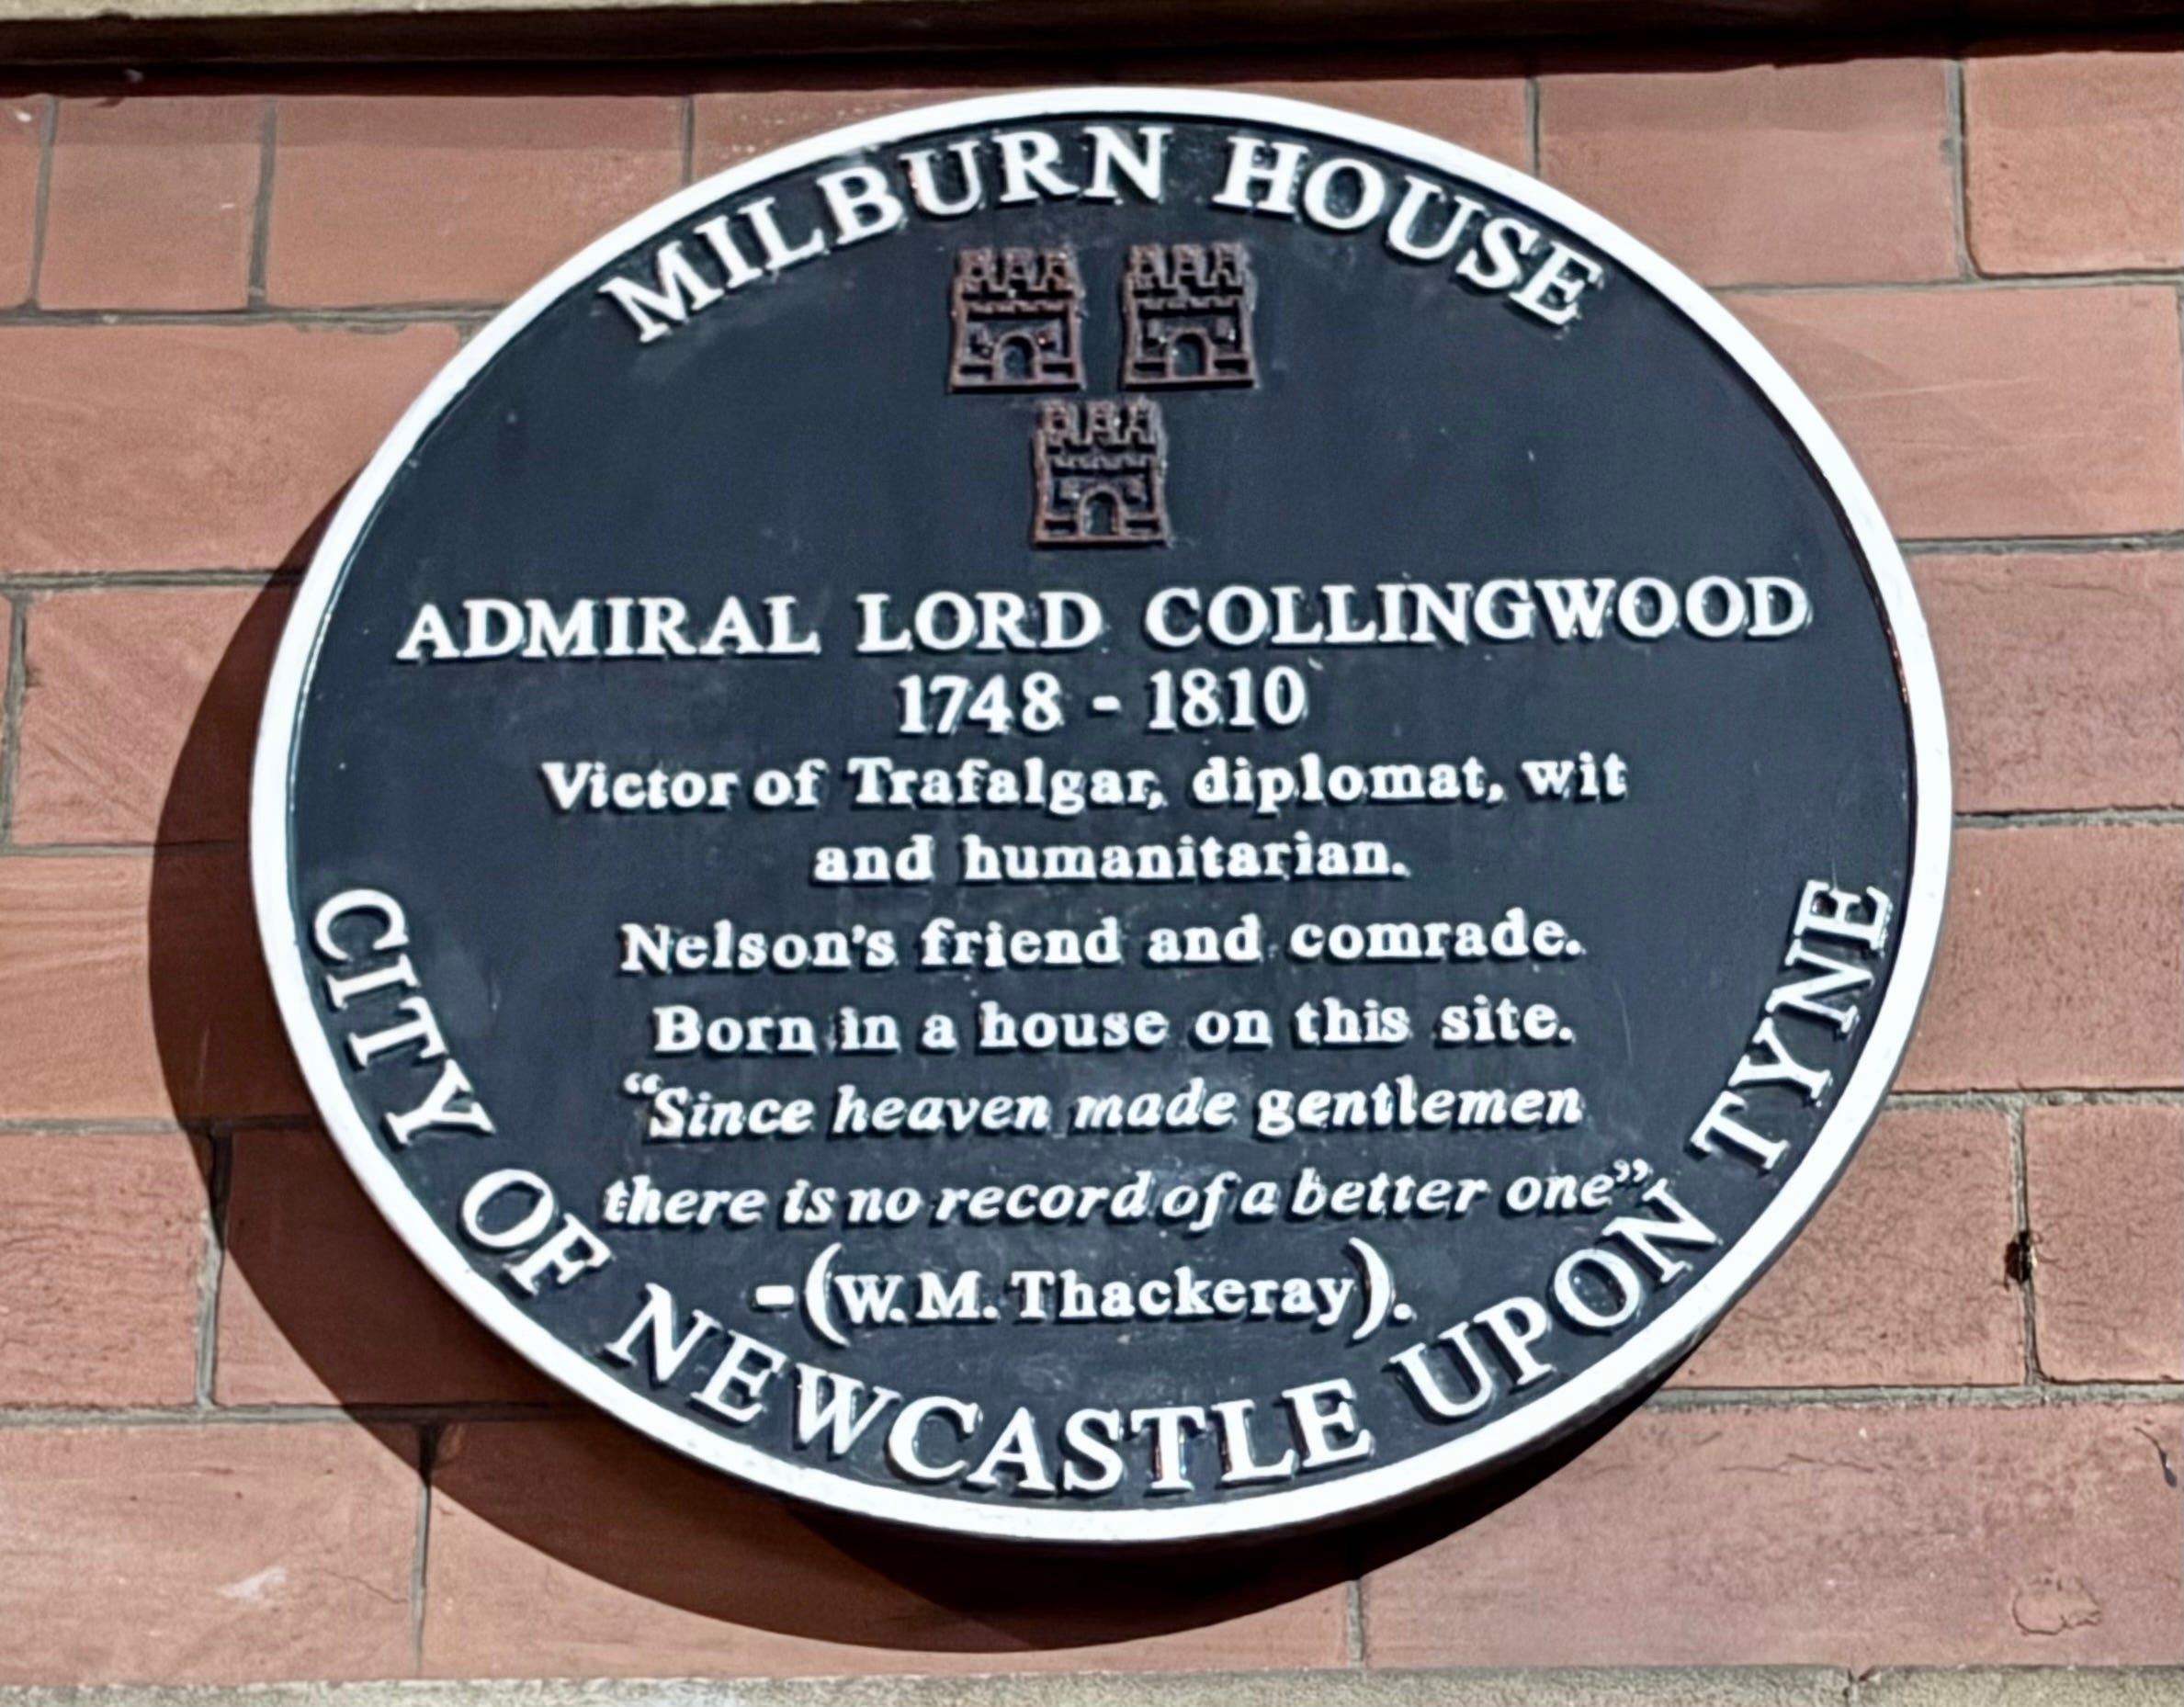 MILBURN HOUSE
ADMIRAL LORD COLLINGWOOD
1748 - 1810
Victor of Trafalgar, diplomat, wit
and humanitarian.
Nelson's friend and comrade.
Born in a house on this site.
“Since heaven made gentlemen
there is no record of a better one”
-(W.M.Thackeray).
CITY OF NEWCASTLE UPON TYNE